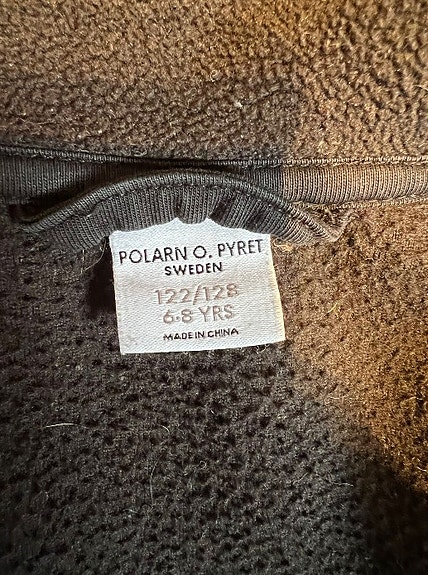 POLARN O. PYRET
SWEDEN
122/128
6-8 YRS
MADE IN CHINA